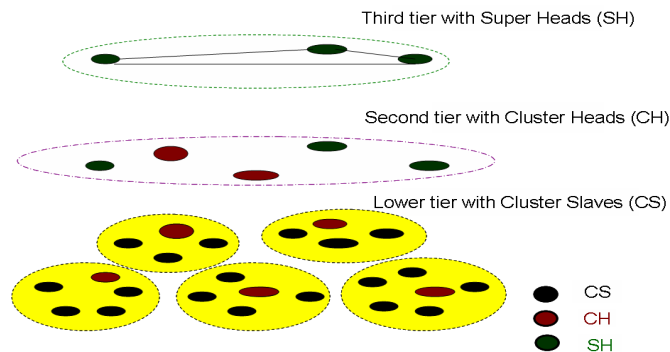 Third tier with Super Heads (SH)
Second tier with Cluster Heads (CH)
Lower tier with Cluster Slaves (CS)
CS
CH
SH